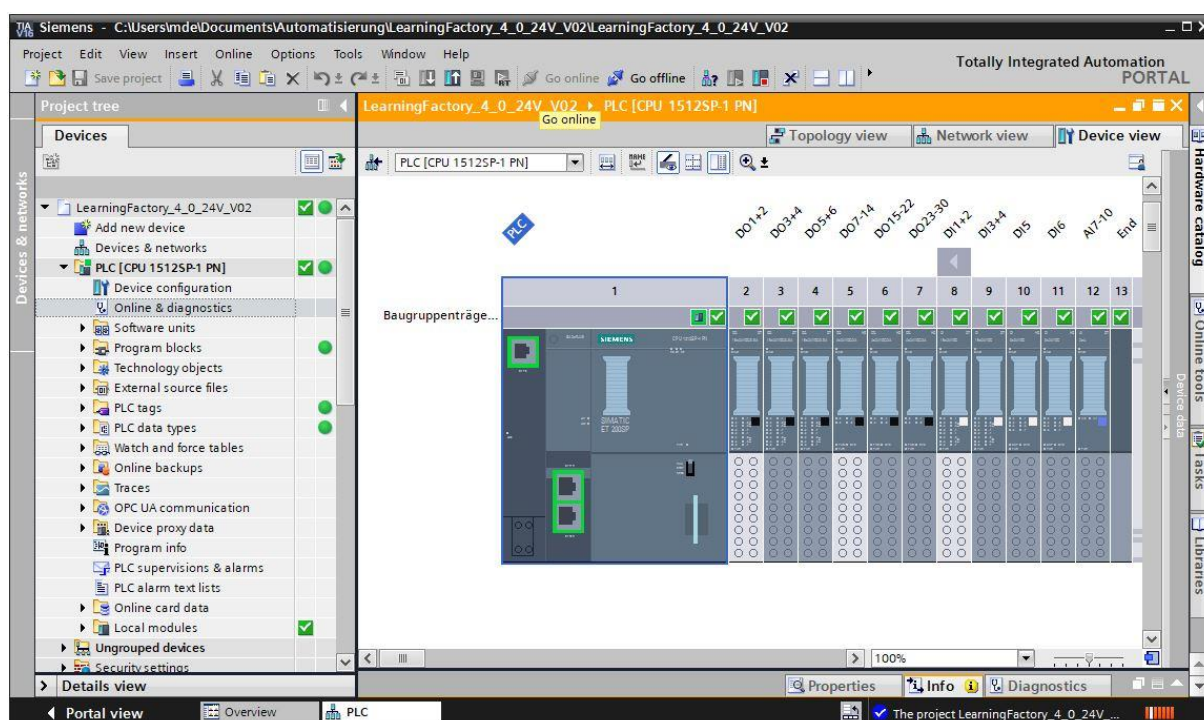 Siemens - C:\Users\mde\Documents\Automatisierung\LearningFactory_4_0_24V_V02\LearningFactory_4_0_24V_V02
Project Edit View Insert Online Options Tools Window Help
Totally Integrated Automation
PORTAL
Save project Go online Go offline
Project tree
LearningFactory_4_0_24V_V02 PLC [CPU 1512SP-1 PN]
Go online
Devices
Topology view Network view Device view
PLC [CPU 1512SP-1 PN]
Devices & networks
LearningFactory_4_0_24V_V02
Add new device
Devices & networks
PLC [CPU 1512SP-1 PN]
Device configuration
Online & diagnostics
Software units
Program blocks
Technology objects
External source files
PLC tags
PLC data types
Watch and force tables
Online backups
Traces
OPC UA communication
Device proxy data
Program info
PLC supervisions & alarms
PLC alarm text lists
Online card data
Local modules
Ungrouped devices
Security settings
Details view
PLC DO1+2 DO3+4 DO5+6 DO7-14 DO15-22 DO23-30 DI1+2 DI3+4 DI5 DI6 AI7-10 End
1 2 3 4 5 6 7 8 9 10 11 12 13
Baugruppenträge...
SIEMENS
SIMATIC
ET 200SP
100%
Device data
Hardware catalog
Online tools
Tasks
Libraries
Properties Info Diagnostics
Portal view Overview PLC
The project LearningFactory_4_0_24V_...